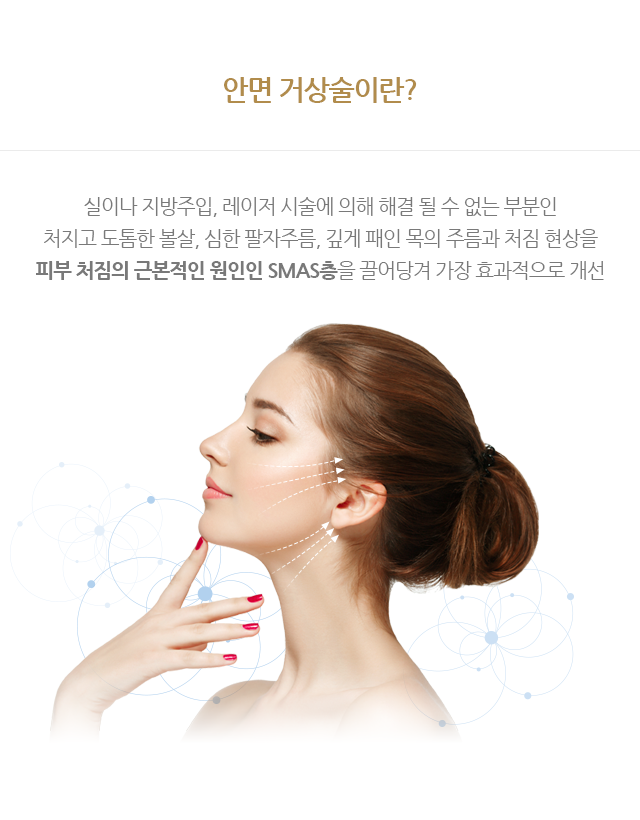 안면 거상술이란?
실이나 지방주입, 레이저 시술에 의해 해결 될 수 없는 부분인
처지고 도톰한 볼살, 심한 팔자주름, 깊게 패인 목의 주름과 처짐 현상을
피부 처짐의 근본적인 원인인 SMAS층을 끌어당겨 가장 효과적으로 개선